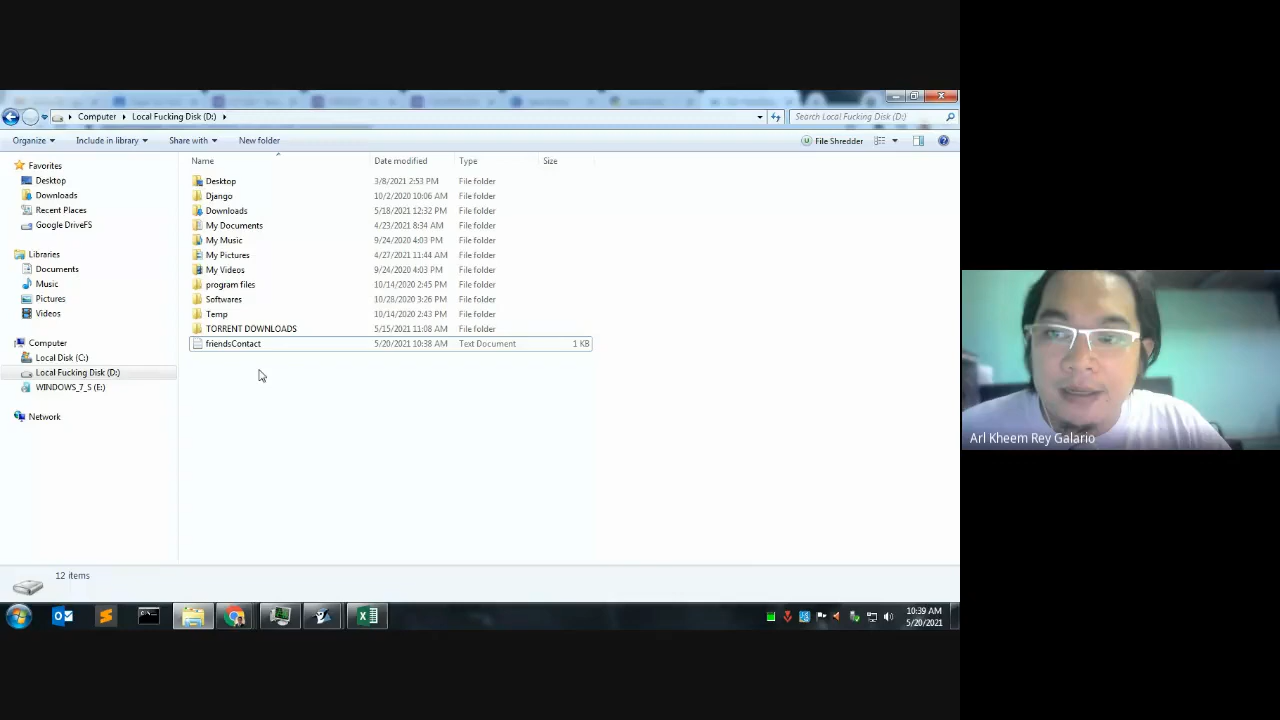 Computer Local Fucking Disk (D:) Search Local Fucking Disk (D:)
Organize Include in library Share with New folder File Shredder
Name Date modified Type Size
Favorites
Desktop
Downloads
Recent Places
Google DriveFS
Libraries
Documents
Music
Pictures
Videos
Computer
Local Disk (C:)
Local Fucking Disk (D:)
WINDOWS_7_S (E:)
Network
Desktop 3/8/2021 2:53 PM File folder
Django 10/2/2020 10:06 AM File folder
Downloads 5/18/2021 12:32 PM File folder
My Documents 4/23/2021 8:34 AM File folder
My Music 9/24/2020 4:03 PM File folder
My Pictures 4/27/2021 11:44 AM File folder
My Videos 9/24/2020 4:03 PM File folder
program files 10/14/2020 2:45 PM File folder
Softwares 10/28/2020 3:26 PM File folder
Temp 10/14/2020 2:43 PM File folder
TORRENT DOWNLOADS 5/15/2021 11:08 AM File folder
friendsContact 5/20/2021 10:38 AM Text Document 1 KB
12 items
10:39 AM
5/20/2021
Arl Kheem Rey Galario